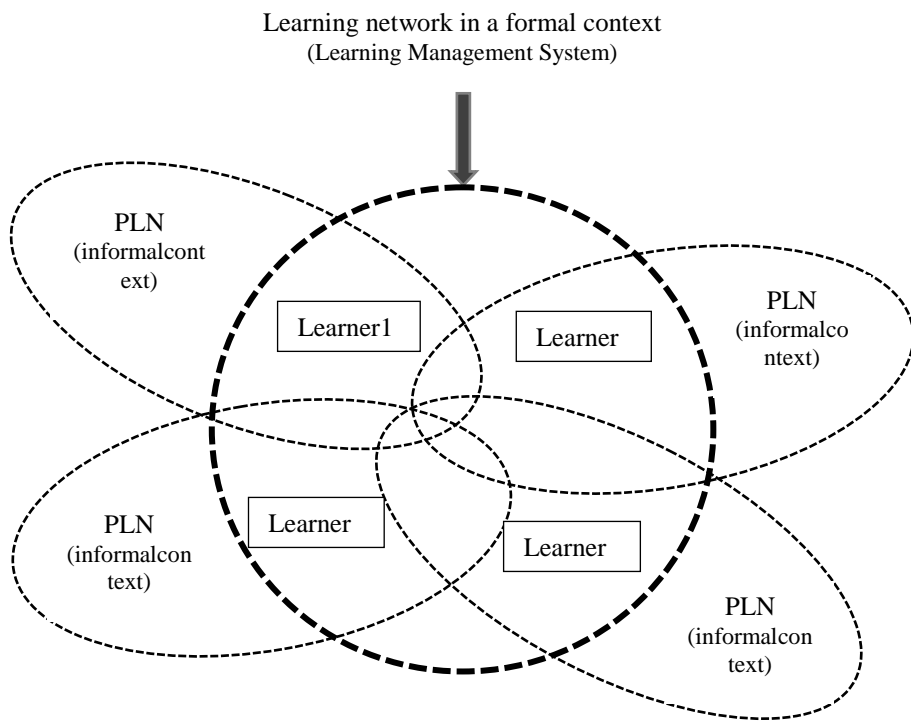 Learning network in a formal context
(Learning Management System)
PLN
(informalcont
ext)
Learner1
Learner
PLN
(informalco
ntext)
Learner
PLN
(informalcon
text)
Learner
PLN
(informalcon
text)